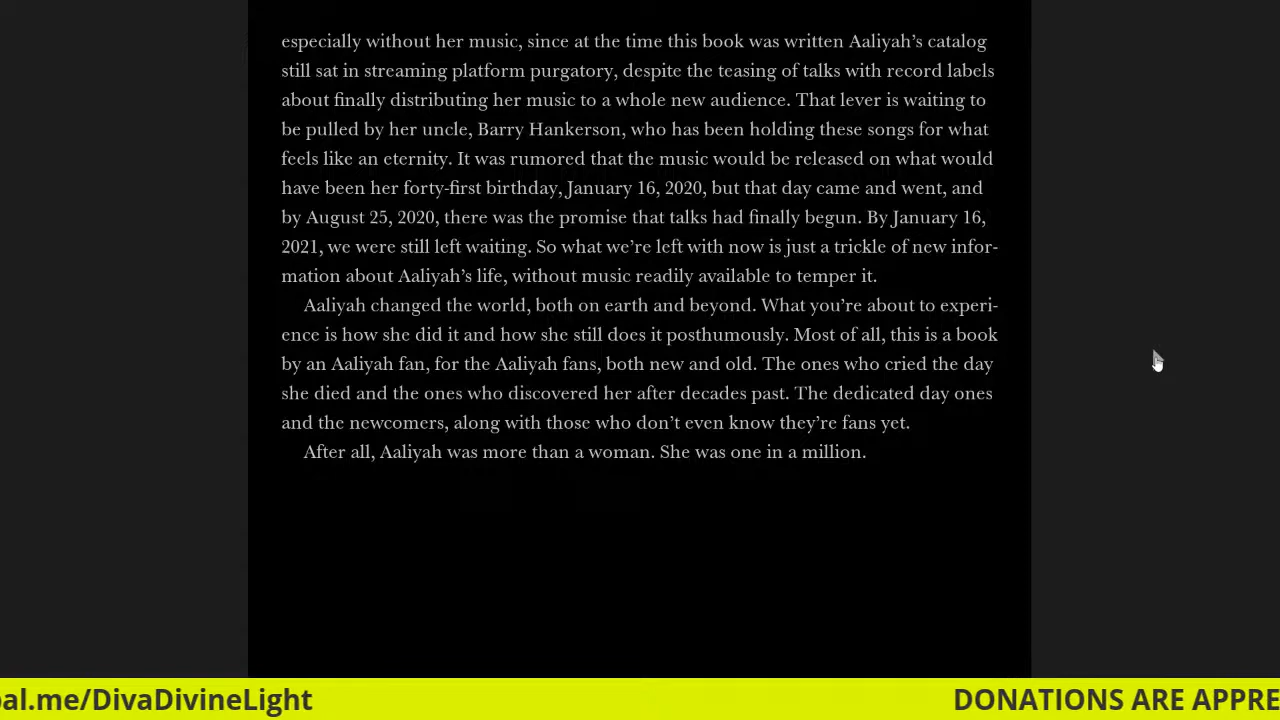 especially without her music, since at the time this book was written Aaliyah’s catalog
still sat in streaming platform purgatory, despite the teasing of talks with record labels
about finally distributing her music to a whole new audience. That lever is waiting to
be pulled by her uncle, Barry Hankerson, who has been holding these songs for what
feels like an eternity. It was rumored that the music would be released on what would
have been her forty-first birthday, January 16, 2020, but that day came and went, and
by August 25, 2020, there was the promise that talks had finally begun. By January 16,
2021, we were still left waiting. So what we’re left with now is just a trickle of new infor-
mation about Aaliyah’s life, without music readily available to temper it.
Aaliyah changed the world, both on earth and beyond. What you’re about to experi-
ence is how she did it and how she still does it posthumously. Most of all, this is a book
by an Aaliyah fan, for the Aaliyah fans, both new and old. The ones who cried the day
she died and the ones who discovered her after decades past. The dedicated day ones
and the newcomers, along with those who don’t even know they’re fans yet.
After all, Aaliyah was more than a woman. She was one in a million.
pal.me/DivaDivineLight DONATIONS ARE APPRE